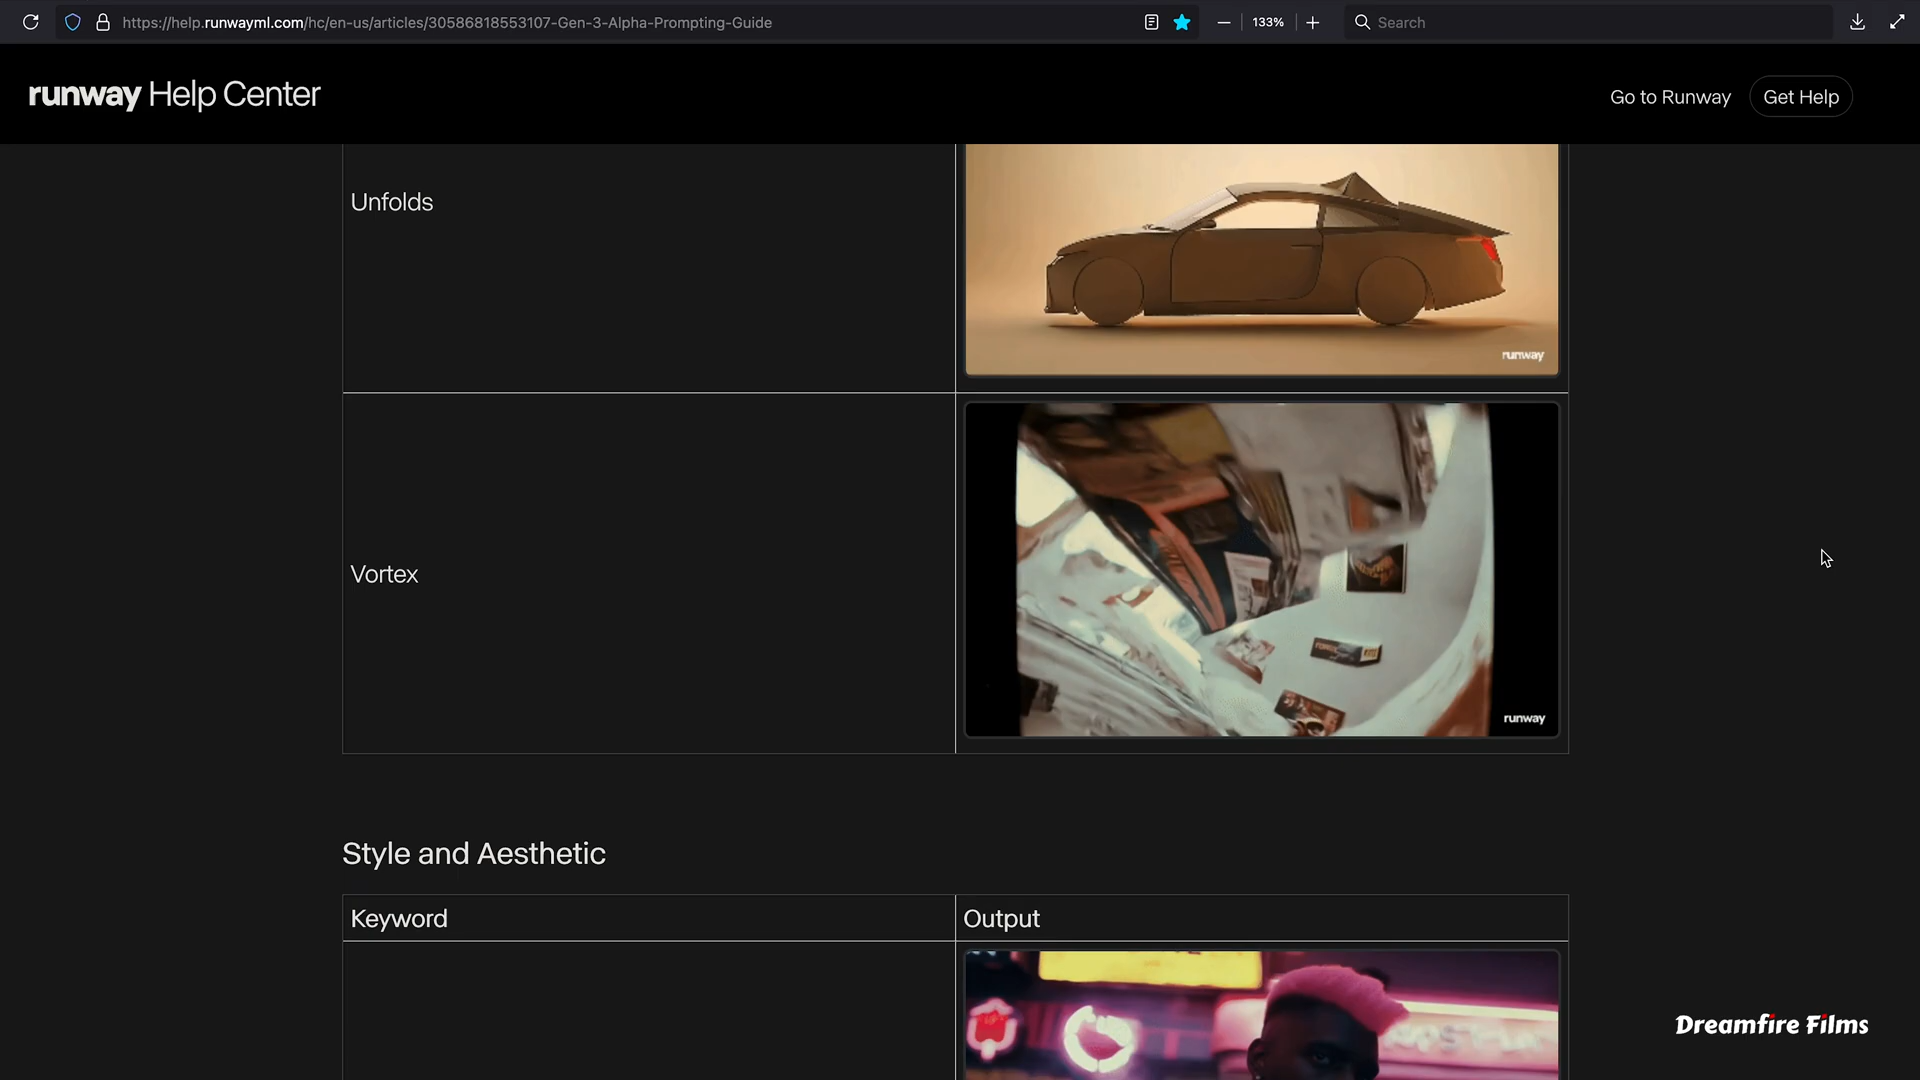 https://help.runwayml.com/hc/en-us/articles/30586818553107-Gen-3-Alpha-Prompting-Guide
133%
Search
runway Help Center
Go to Runway
Get Help
Unfolds
runway
Vortex
runway
Style and Aesthetic
Keyword
Output
Dreamfire Films